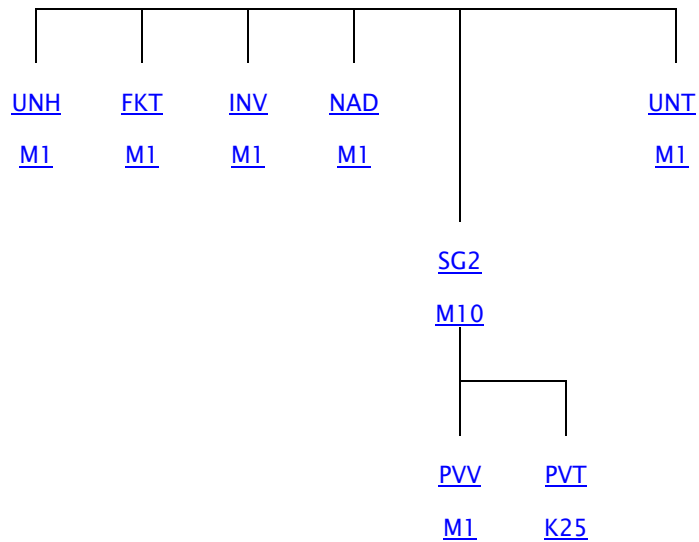 UNH FKT INV NAD UNT
M1 M1 M1 M1 M1
SG2
M10
PVV PVT
M1 K25